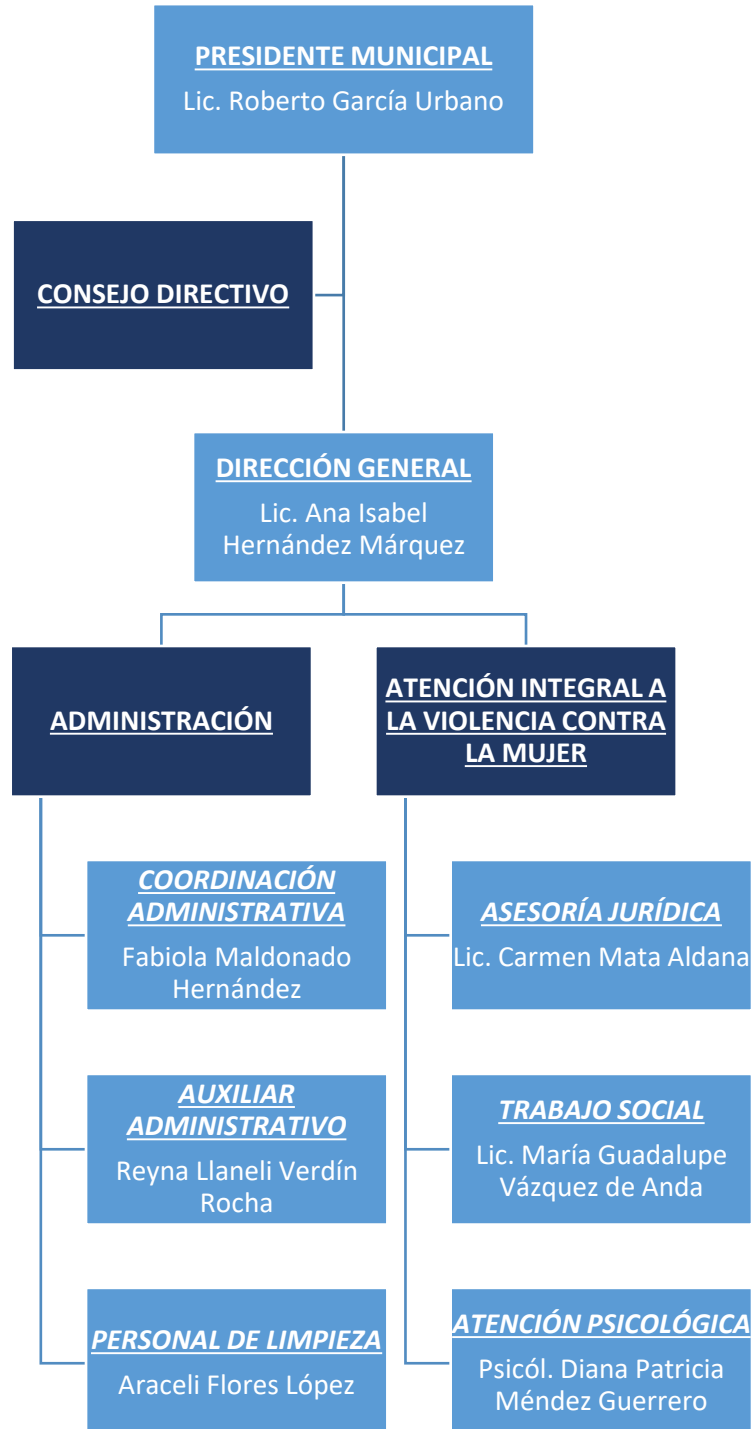 PRESIDENTE MUNICIPAL
Lic. Roberto García Urbano
CONSEJO DIRECTIVO
DIRECCIÓN GENERAL
Lic. Ana Isabel
Hernández Márquez
ADMINISTRACIÓN
COORDINACIÓN
ADMINISTRATIVA
Fabiola Maldonado
Hernández
AUXILIAR
ADMINISTRATIVO
Reyna Llaneli Verdín
Rocha
PERSONAL DE LIMPIEZA
Araceli Flores López
ATENCIÓN INTEGRAL A
LA VIOLENCIA CONTRA
LA MUJER
ASESORÍA JURÍDICA
Lic. Carmen Mata Aldana
TRABAJO SOCIAL
Lic. María Guadalupe
Vázquez de Anda
ATENCIÓN PSICOLÓGICA
Psicól. Diana Patricia
Méndez Guerrero